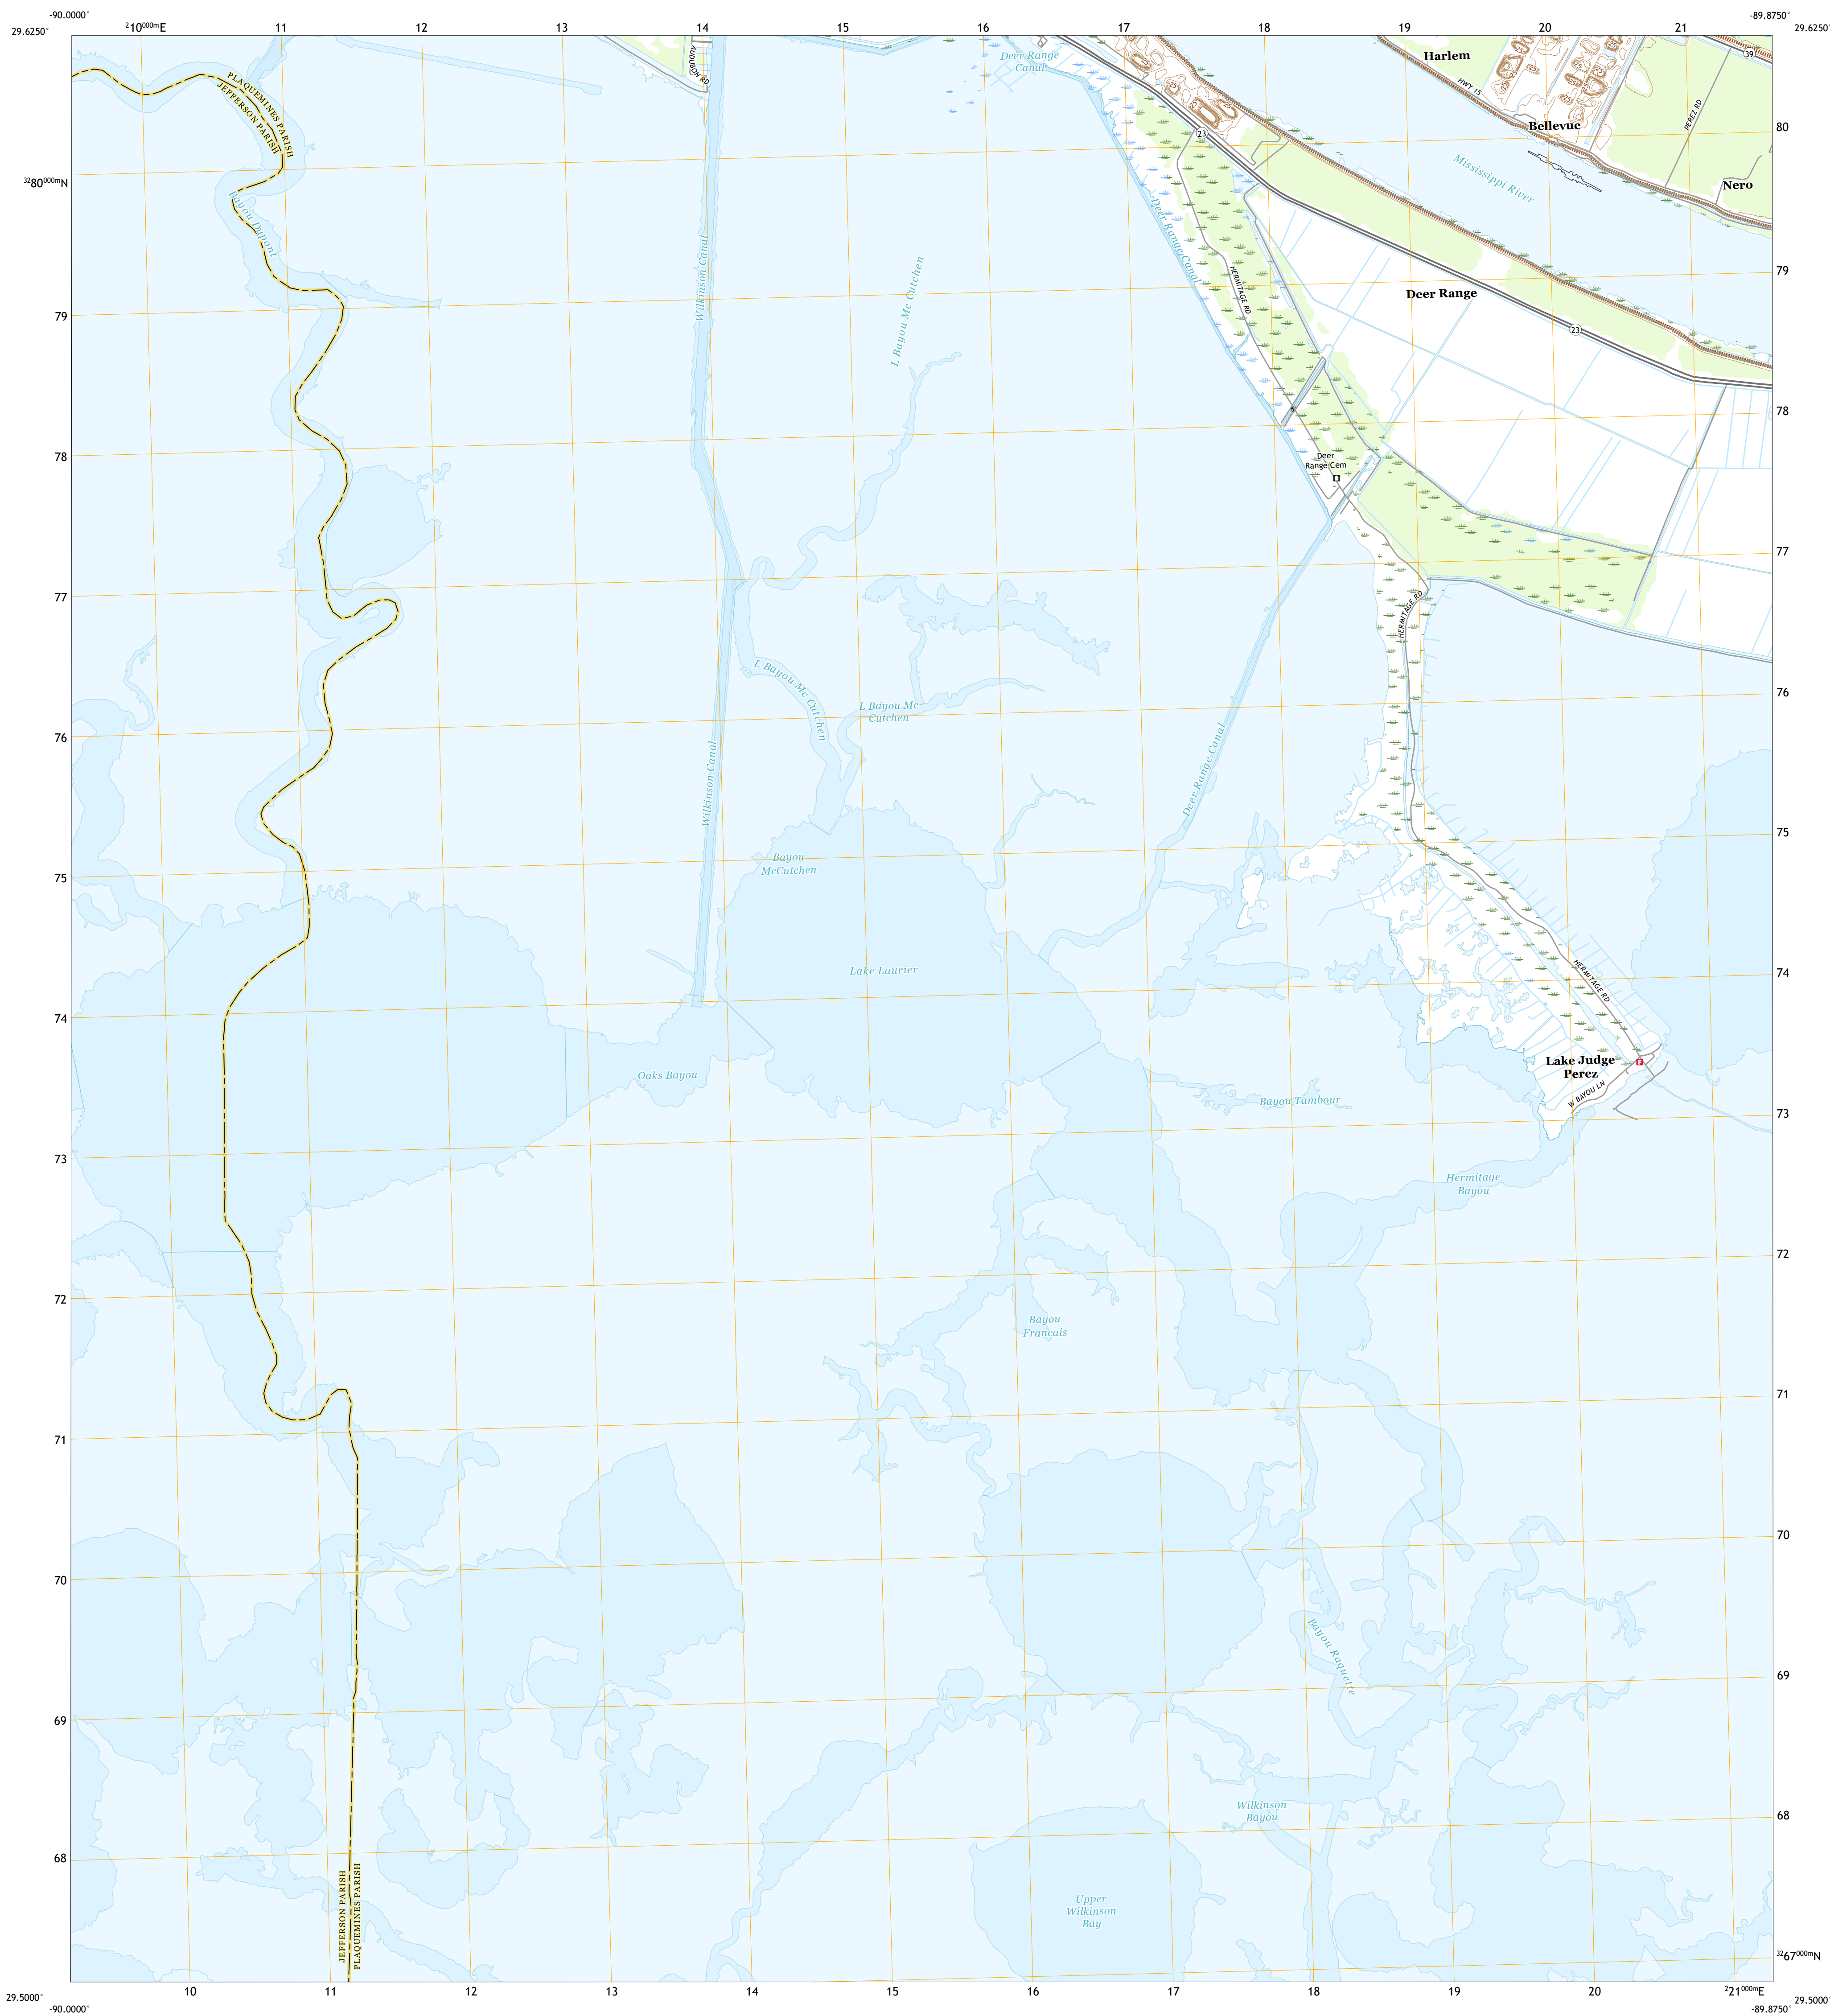 -90.0000°
-89.8750°
29.6250°
29.6250°
²10⁰⁰⁰ᵐE
11
12
13
14
15
16
17
18
19
20
21
AUDUBON RD
Deer Range
Canal
Harlem
HWY 15
39
PLAQUEMINES PARISH
JEFFERSON PARISH
Bellevue
PEREZ RD
80
23
Mississippi River
Nero
³²80⁰⁰⁰ᵐN
Bayou Dupont
Deer Range Canal
Wilkinson Canal
L Bayou Mc Cutchen
HERMITAGE RD
79
Deer Range
79
23
78
78
Deer
Range Cem
77
77
HERMITAGE RD
L Bayou Mc Cutchen
L Bayou Mc
Cutchen
76
76
Wilkinson Canal
Deer Range Canal
75
Bayou
McCutchen
75
Lake Laurier
HERMITAGE RD
74
74
Oaks Bayou
Lake Judge
Perez
W BAYOU LN
Bayou Tambour
73
73
Hermitage
Bayou
72
72
Bayou
Francais
71
71
70
70
Bayou Raquette
69
69
Wilkinson
Bayou
68
68
JEFFERSON PARISH
PLAQUEMINES PARISH
Upper
Wilkinson
Bay
³²67⁰⁰⁰ᵐN
10
11
12
13
14
15
16
17
18
19
20
²21⁰⁰⁰ᵐE
29.5000°
29.5000°
-90.0000°
-89.8750°